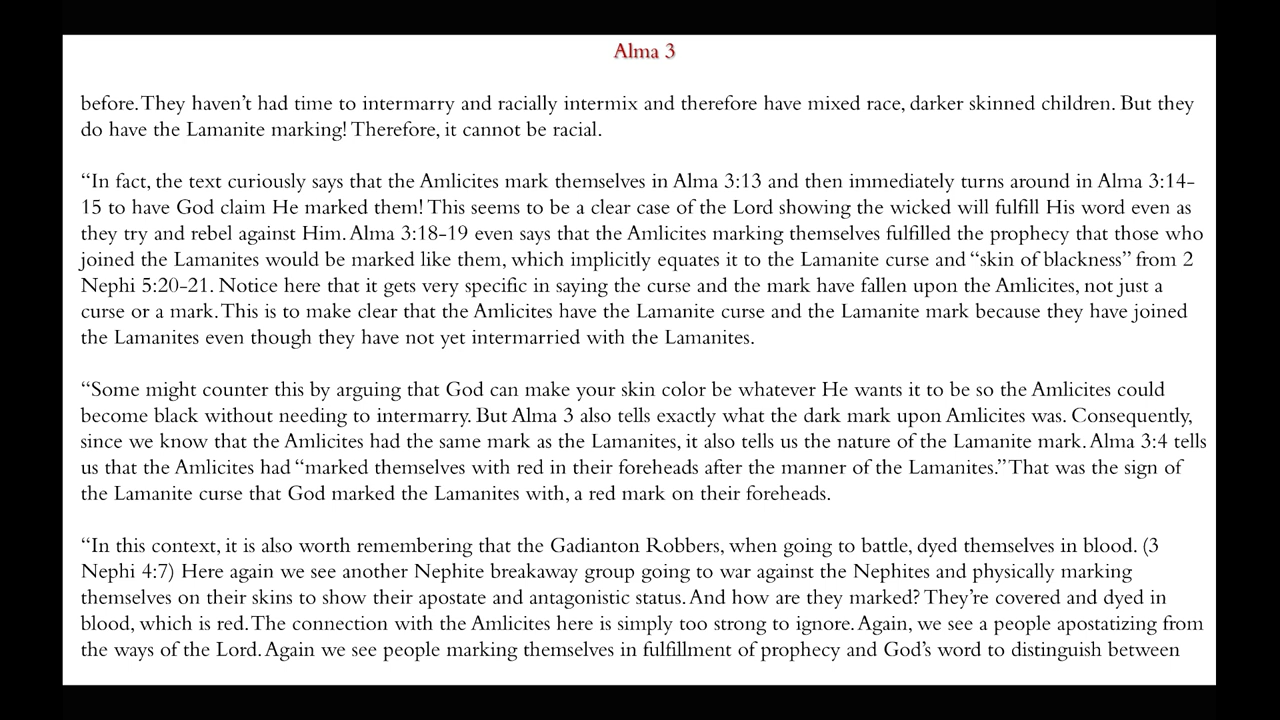 Alma 3
before. They haven't had time to intermarry and racially intermix and therefore have mixed race, darker skinned children. But they
do have the Lamanite marking! Therefore, it cannot be racial.
“In fact, the text curiously says that the Amlicites mark themselves in Alma 3:13 and then immediately turns around in Alma 3:14-
15 to have God claim He marked them! This seems to be a clear case of the Lord showing the wicked will fulfill His word even as
they try and rebel against Him. Alma 3:18-19 even says that the Amlicites marking themselves fulfilled the prophecy that those who
joined the Lamanites would be marked like them, which implicitly equates it to the Lamanite curse and “skin of blackness” from 2
Nephi 5:20-21. Notice here that it gets very specific in saying the curse and the mark have fallen upon the Amlicites, not just a
curse or a mark. This is to make clear that the Amlicites have the Lamanite curse and the Lamanite mark because they have joined
the Lamanites even though they have not yet intermarried with the Lamanites.
“Some might counter this by arguing that God can make your skin color be whatever He wants it to be so the Amlicites could
become black without needing to intermarry. But Alma 3 also tells exactly what the dark mark upon Amlicites was. Consequently,
since we know that the Amlicites had the same mark as the Lamanites, it also tells us the nature of the Lamanite mark. Alma 3:4 tells
us that the Amlicites had “marked themselves with red in their foreheads after the manner of the Lamanites.” That was the sign of
the Lamanite curse that God marked the Lamanites with, a red mark on their foreheads.
“In this context, it is also worth remembering that the Gadianton Robbers, when going to battle, dyed themselves in blood. (3
Nephi 4:7) Here again we see another Nephite breakaway group going to war against the Nephites and physically marking
themselves on their skins to show their apostate and antagonistic status. And how are they marked? They're covered and dyed in
blood, which is red. The connection with the Amlicites here is simply too strong to ignore. Again, we see a people apostatizing from
the ways of the Lord. Again we see people marking themselves in fulfillment of prophecy and God's word to distinguish between